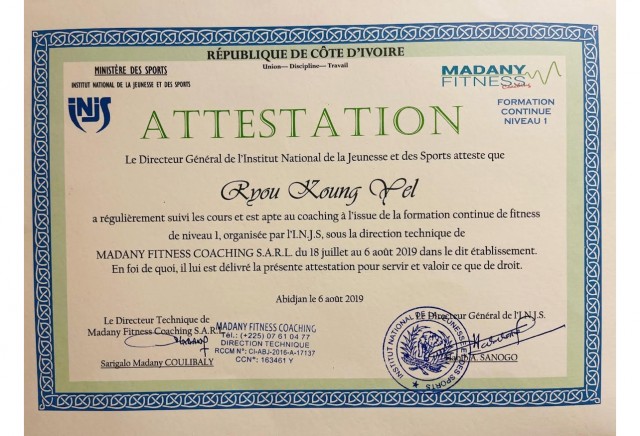 RÉPUBLIQUE DE CÔTE D'IVOIRE
Union— Discipline— Travail
MINISTÈRE DES SPORTS
INSTITUT NATIONAL DE LA JEUNESSE ET DES SPORTS
iNjS
MADANY
FITNESS
Coaching
FORMATION
CONTINUE
NIVEAU 1
ATTESTATION
Le Directeur Général de l'Institut National de la Jeunesse et des Sports atteste que
Ryou Koung Yel
a régulièrement suivi les cours et est apte au coaching à l'issue de la formation continue de fitness
de niveau 1, organisée par l'I.N.J.S, sous la direction technique de
MADANY FITNESS COACHING S.A.R.L. du 18 juillet au 6 août 2019 dans le dit établissement.
En foi de quoi, il lui est délivré la présente attestation pour servir et valoir ce que de droit.
Abidjan le 6 août 2019
Le Directeur Technique de
Madany Fitness Coaching S.A.R.L
Sarigalo Madany COULIBALY
MADANY FITNESS COACHING
Tél.: (+225) 07 61 04 77
DIRECTION TECHNIQUE
RCCM N°: CI-ABJ-2016-A-17137
CCN°: 163461 Y
Le Directeur Général de l'I.N.J.S.
INSTITUT NATIONAL DE LA JEUNESSE ET DES SPORTS
A. SANOGO